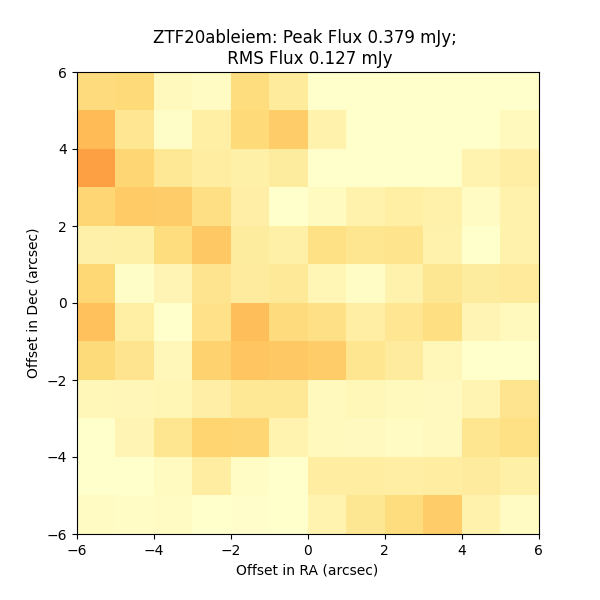 ZTF20ableiem: Peak Flux 0.379 mJy;
RMS Flux 0.127 mJy
6
4
2
0
−2
−4
−6
Offset in Dec (arcsec)
−6 −4 −2 0 2 4 6
Offset in RA (arcsec)